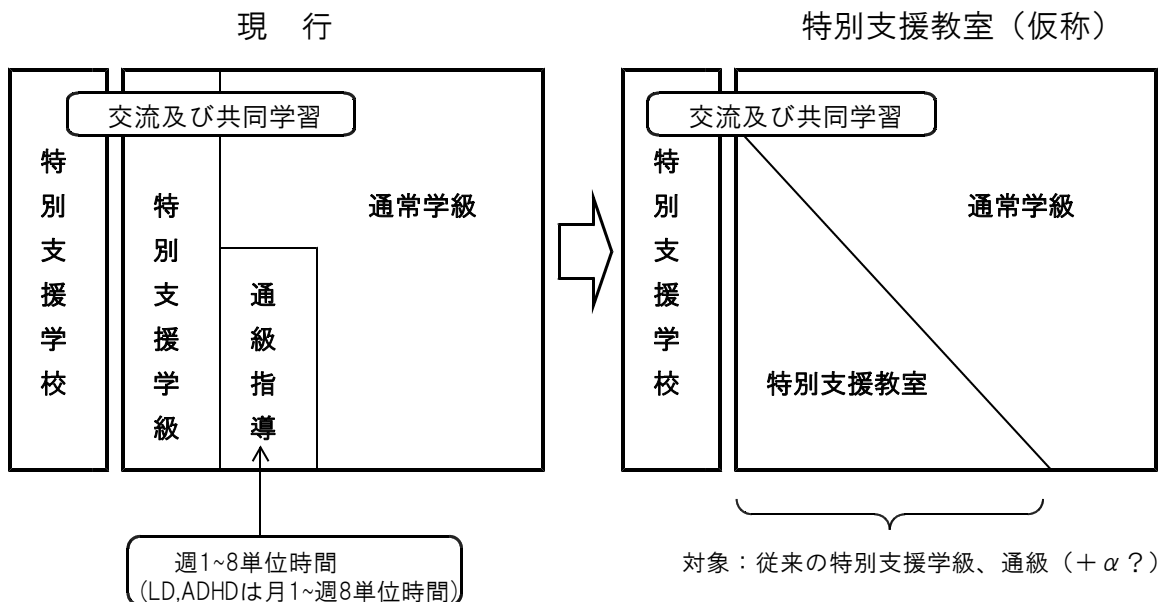 現　行
交流及び共同学習
特別支援学校
特別支援学級
通級指導
通常学級
週1~8単位時間
(LD,ADHDは月1~週8単位時間)
特別支援教室（仮称）
交流及び共同学習
特別支援学校
通常学級
特別支援教室
対象：従来の特別支援学級、通級（＋α？）